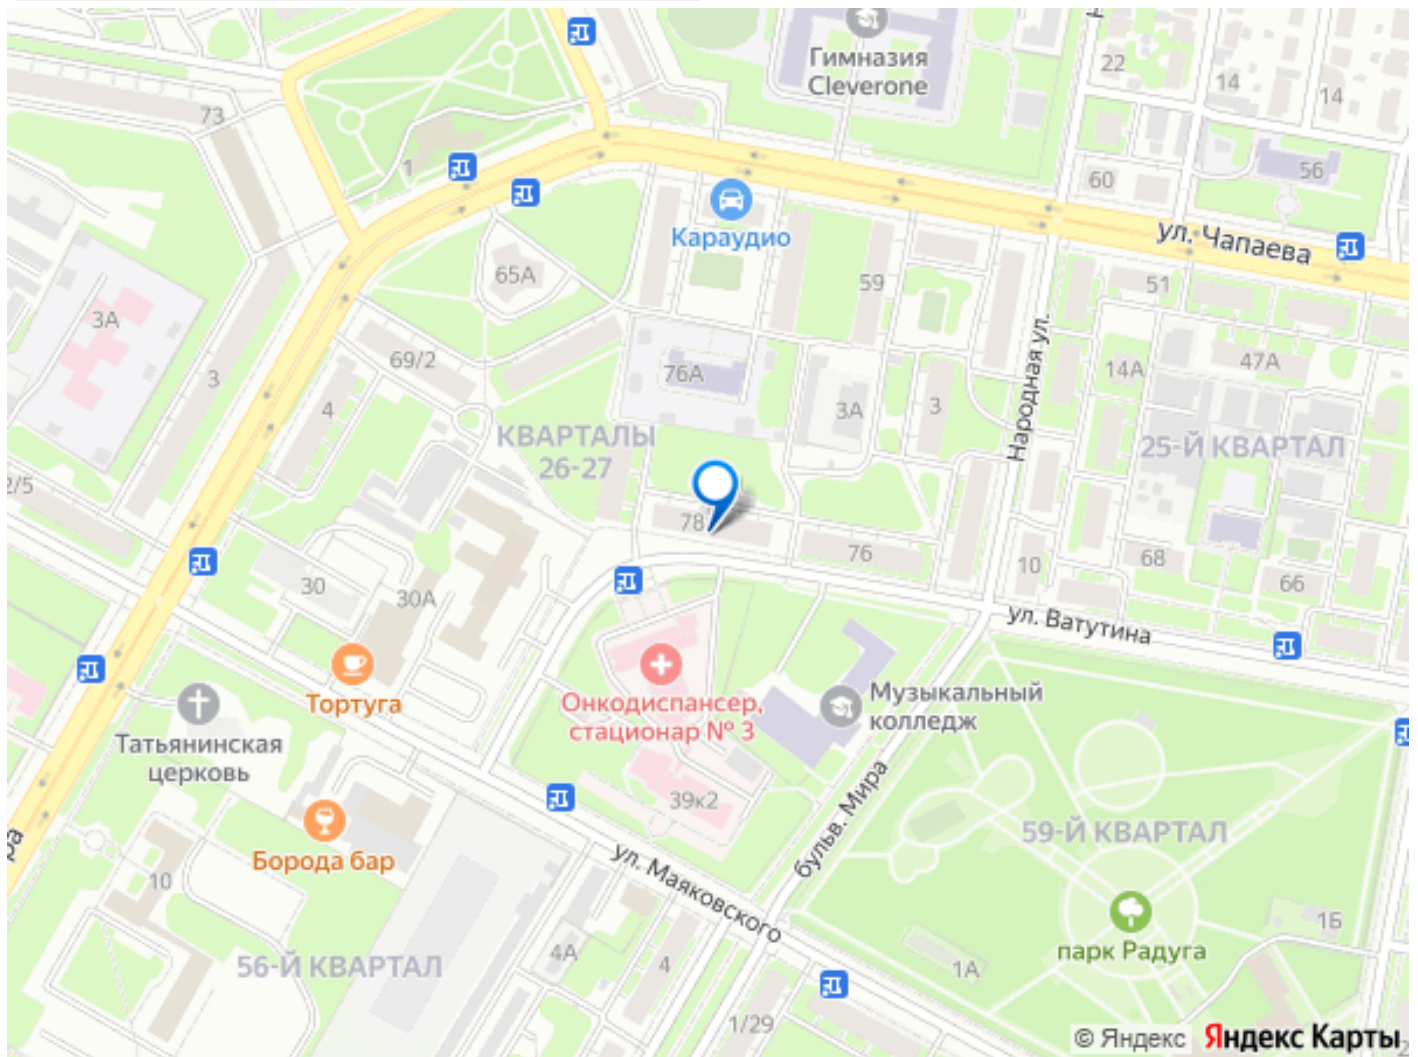 Гимназия
Cleverone
22
14
14
73
1
60
56
ул. Чапаева
Караудио
65А
59
51
3А
69/2
3
76А
Народная ул.
14А
47А
4
3А
3
КВАРТАЛЫ
26-27
25-Й КВАРТАЛ
2/5
78
76
10
68
66
30
30А
ул. Ватутина
Тортуга
Онкодиспансер,
стационар № 3
Музыкальный
колледж
Татьянинская
церковь
39к2
бульв. Мира
59-Й КВАРТАЛ
ра
Борода бар
ул. Маяковского
10
1Б
парк Радуга
56-Й КВАРТАЛ
4А
4
1А
1/29
© Яндекс Яндекс Карты